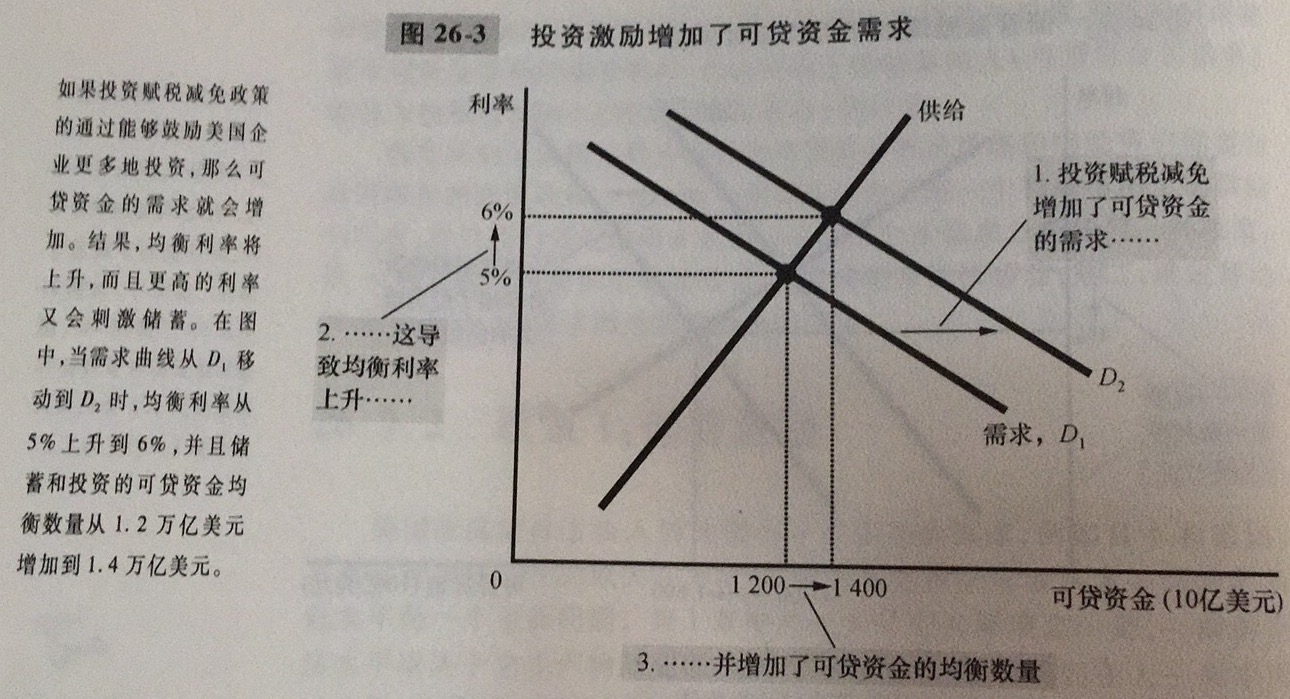 图 26-3 投资激励增加了可贷资金需求
如果投资赋税减免政策
的通过能够鼓励美国企
业更多地投资,那么可
贷资金的需求就会增
加。结果,均衡利率将
上升,而且更高的利率
又会刺激储蓄。在图
中,当需求曲线从 D₁ 移
动到 D₂ 时,均衡利率从
5%上升到 6%,并且储
蓄和投资的可贷资金均
衡数量从 1.2 万亿美元
增加到 1.4 万亿美元。
利率
供给
1. 投资赋税减免
增加了可贷资金
的需求……
6%
5%
2. ……这导
致均衡利率
上升……
D₂
需求，D₁
0
1 200
1 400
可贷资金 (10亿美元)
3. ……并增加了可贷资金的均衡数量